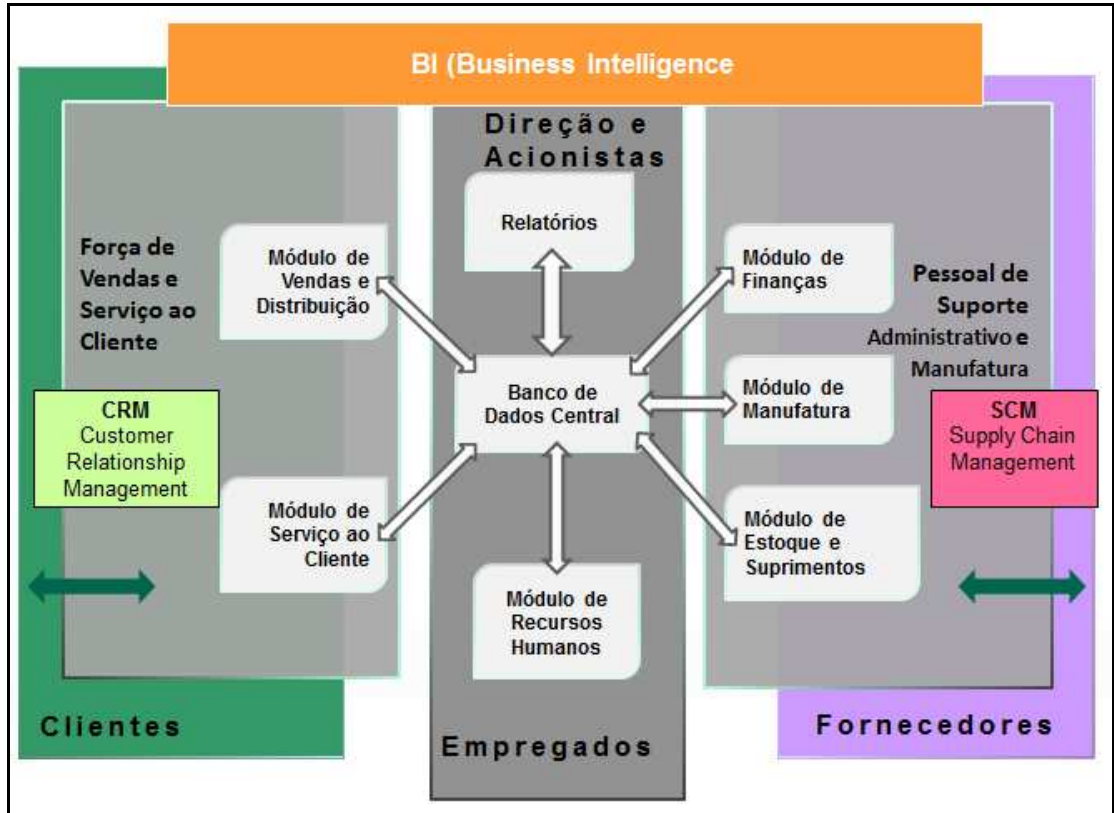 BI (Business Intelligence
Direção e
Acionistas
Relatórios
Força de
Vendas e
Serviço ao
Cliente
Módulo de
Vendas e
Distribuição
Módulo de
Finanças
Pessoal de
Suporte
Administrativo e
Manufatura
Banco de
Dados Central
Módulo de
Manufatura
CRM
Customer
Relationship
Management
SCM
Supply Chain
Management
Módulo de
Serviço ao
Cliente
Módulo de
Estoque e
Suprimentos
Módulo de
Recursos
Humanos
Clientes
Empregados
Fornecedores